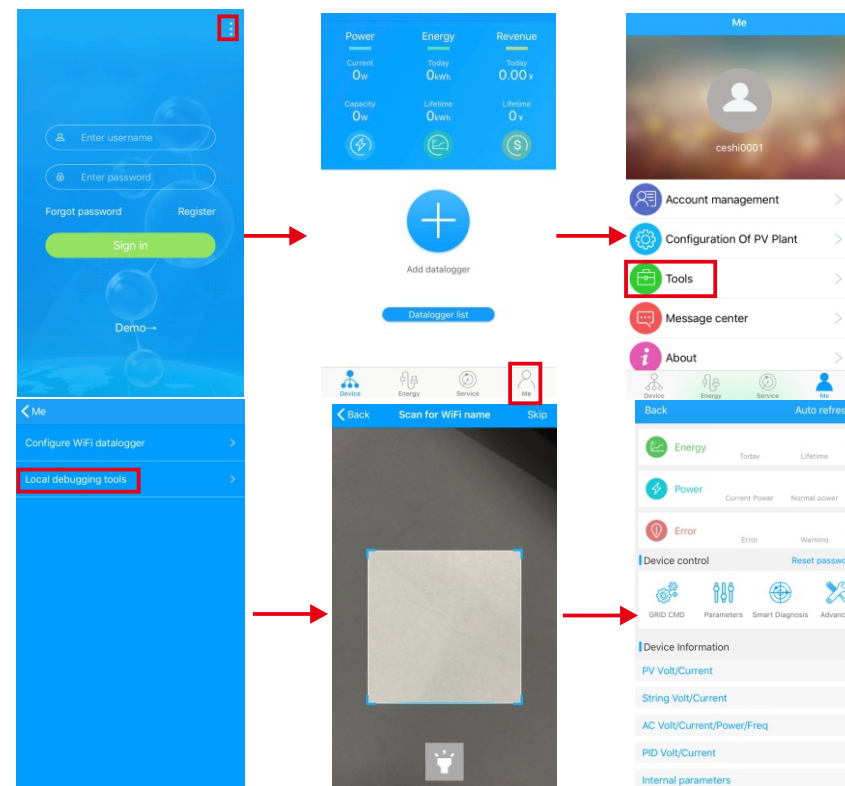 Enter username
Enter password
Forgot password Register
Sign in
Demo→
Power Energy Revenue
Current Today Today
0W 0kWh 0.00 ¥
Capacity Lifetime Lifetime
0W 0kWh 0 ¥
Add datalogger
Datalogger list
Device Energy Service Me
Me
ceshi0001
Account management
Configuration Of PV Plant
Tools
Message center
About
Device Energy Service Me
Me
Configure WiFi datalogger
Local debugging tools
Back Scan for WiFi name Skip
Back Auto refres
Energy
Today Lifetime
Power
Current Power Normal power
Error
Error Warning
Device control Reset passwo
GRID CMD Parameters Smart Diagnosis Advanc
Device Information
PV Volt/Current
String Volt/Current
AC Volt/Current/Power/Freq
PID Volt/Current
Internal parameters